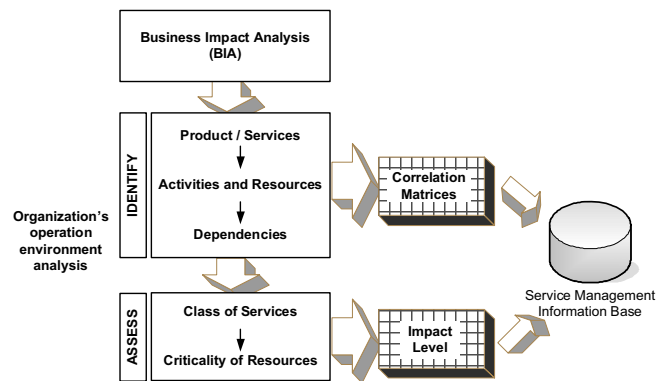 Business Impact Analysis
(BIA)
IDENTIFY
Product / Services
Activities and Resources
Dependencies
Correlation
Matrices
Organization's
operation
environment
analysis
Service Management
Information Base
ASSESS
Class of Services
Criticality of Resources
Impact
Level